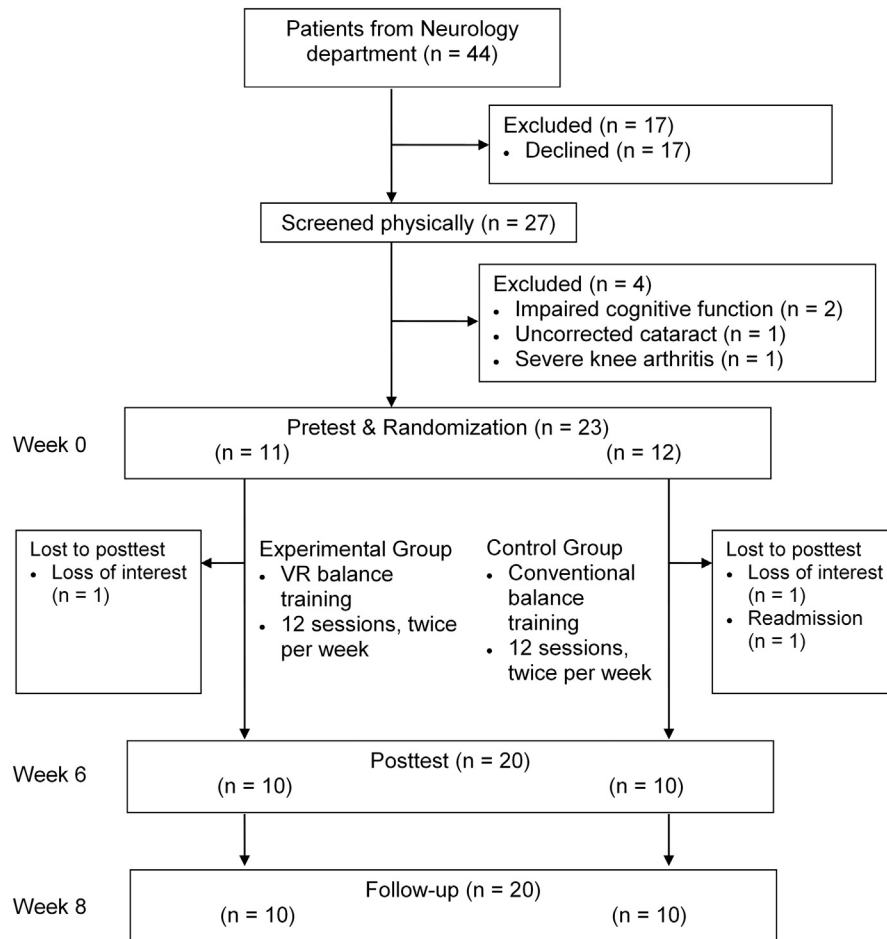 Patients from Neurology
department (n = 44)
Excluded (n = 17)
• Declined (n = 17)
Screened physically (n = 27)
Excluded (n = 4)
• Impaired cognitive function (n = 2)
• Uncorrected cataract (n = 1)
• Severe knee arthritis (n = 1)
Week 0
Pretest & Randomization (n = 23)
(n = 11) (n = 12)
Lost to posttest
• Loss of interest
(n = 1)
Experimental Group
• VR balance
training
• 12 sessions, twice
per week
Control Group
• Conventional
balance
training
• 12 sessions,
twice per week
Lost to posttest
• Loss of interest
(n = 1)
• Readmission
(n = 1)
Week 6
Posttest (n = 20)
(n = 10) (n = 10)
Week 8
Follow-up (n = 20)
(n = 10) (n = 10)